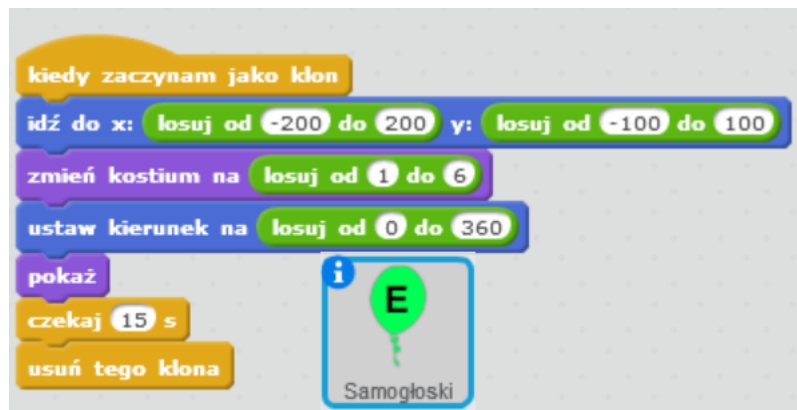 kiedy zaczynam jako klon
idź do x: losuj od -200 do 200 y: losuj od -100 do 100
zmień kostium na losuj od 1 do 6
ustaw kierunek na losuj od 0 do 360
pokaż
czekaj 15 s
usuń tego klona
i
E
Samogłoski